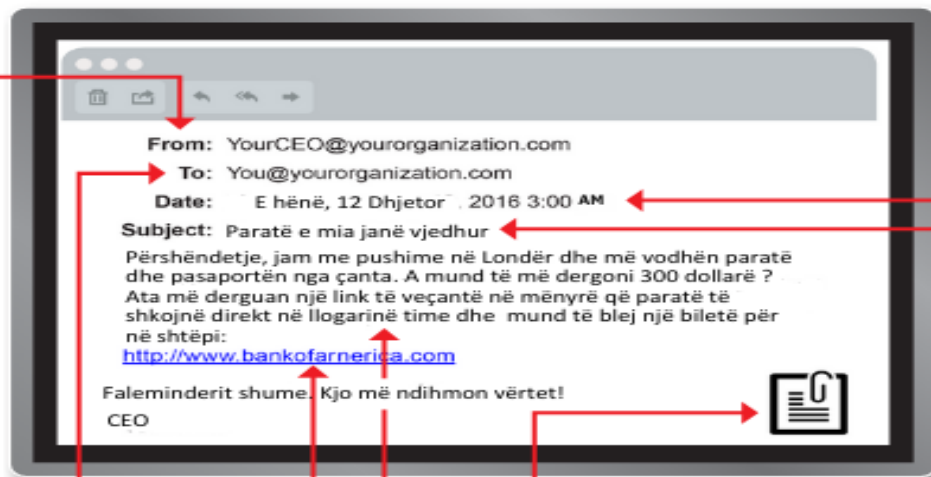 From: YourCEO@yourorganization.com
To: You@yourorganization.com
Date: E hënë, 12 Dhjetor 2016 3:00 AM
Subject: Paratë e mia janë vjedhur
Përshëndetje, jam me pushime në Londër dhe më vodhën paratë
dhe pasaportën nga çanta. A mund të më dergoni 300 dollarë ?
Ata më derguan një link të veçantë në mënyrë që paratë të
shkojnë direkt në llogarinë time dhe mund të blej një biletë për
në shtëpi:
http://www.bankofarnerica.com
Faleminderit shume. Kjo më ndihmon vërtet!
CEO